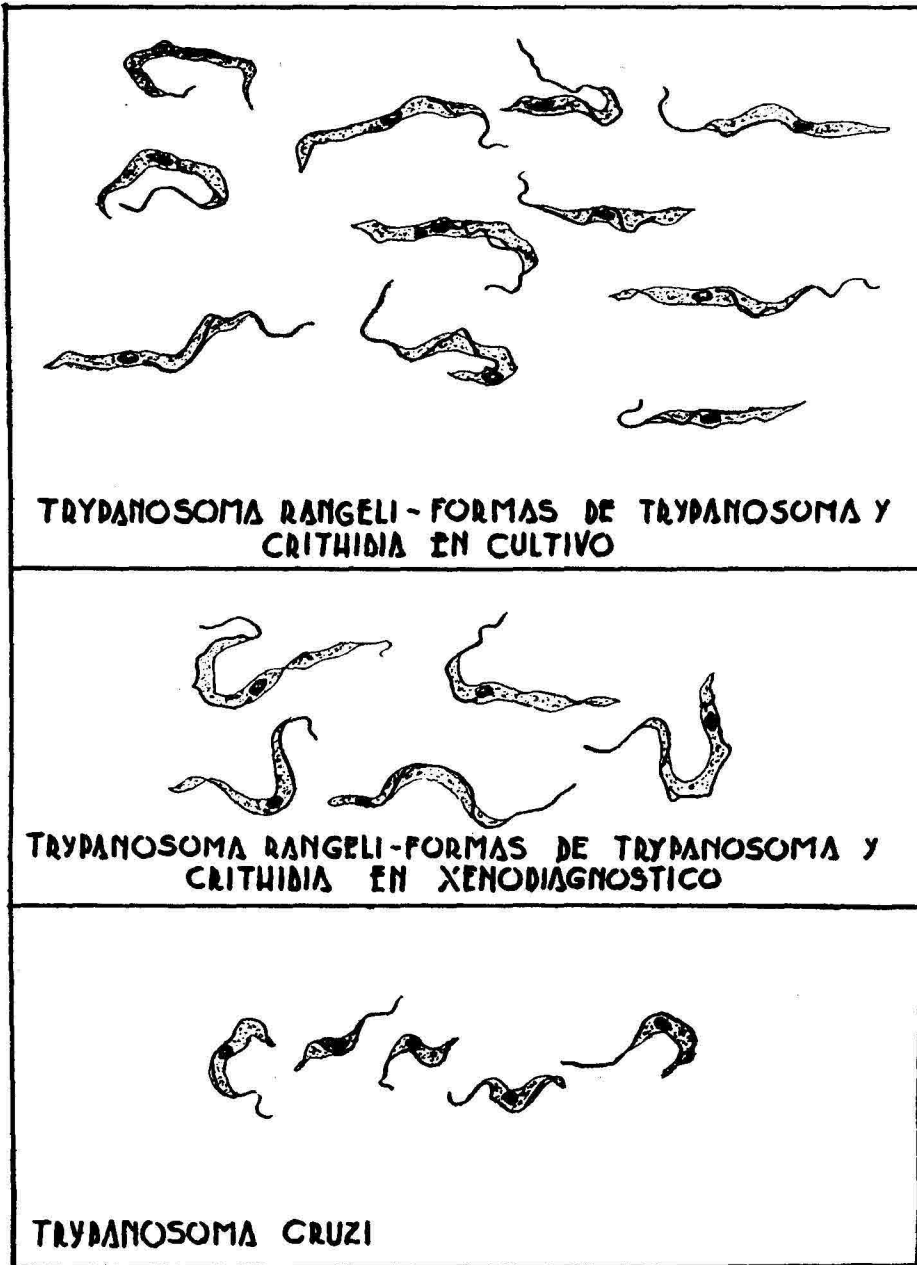 TRYPANOSOMA RANGELI - FORMAS DE TRYPANOSOMA Y
CRITHIDIA EN CULTIVO
TRYPANOSOMA RANGELI - FORMAS DE TRYPANOSOMA Y
CRITHIDIA EN XENODIAGNOSTICO
TRYPANOSOMA CRUZI